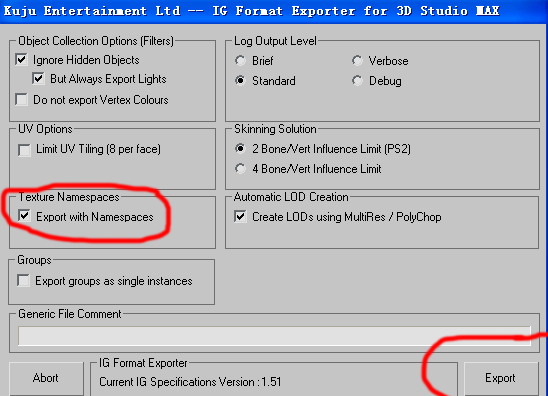 Kuju Entertainment Ltd -- IG Format Exporter for 3D Studio MAX
Object Collection Options (Filters)
Ignore Hidden Objects
But Always Export Lights
Do not export Vertex Colours
Log Output Level
Brief
Verbose
Standard
Debug
UV Options
Limit UV Tiling (8 per face)
Skinning Solution
2 Bone/Vert Influence Limit (PS2)
4 Bone/Vert Influence Limit
Texture Namespaces
Export with Namespaces
Automatic LOD Creation
Create LODs using MultiRes / PolyChop
Groups
Export groups as single instances
Generic File Comment
Abort
IG Format Exporter
Current IG Specifications Version : 1.51
Export